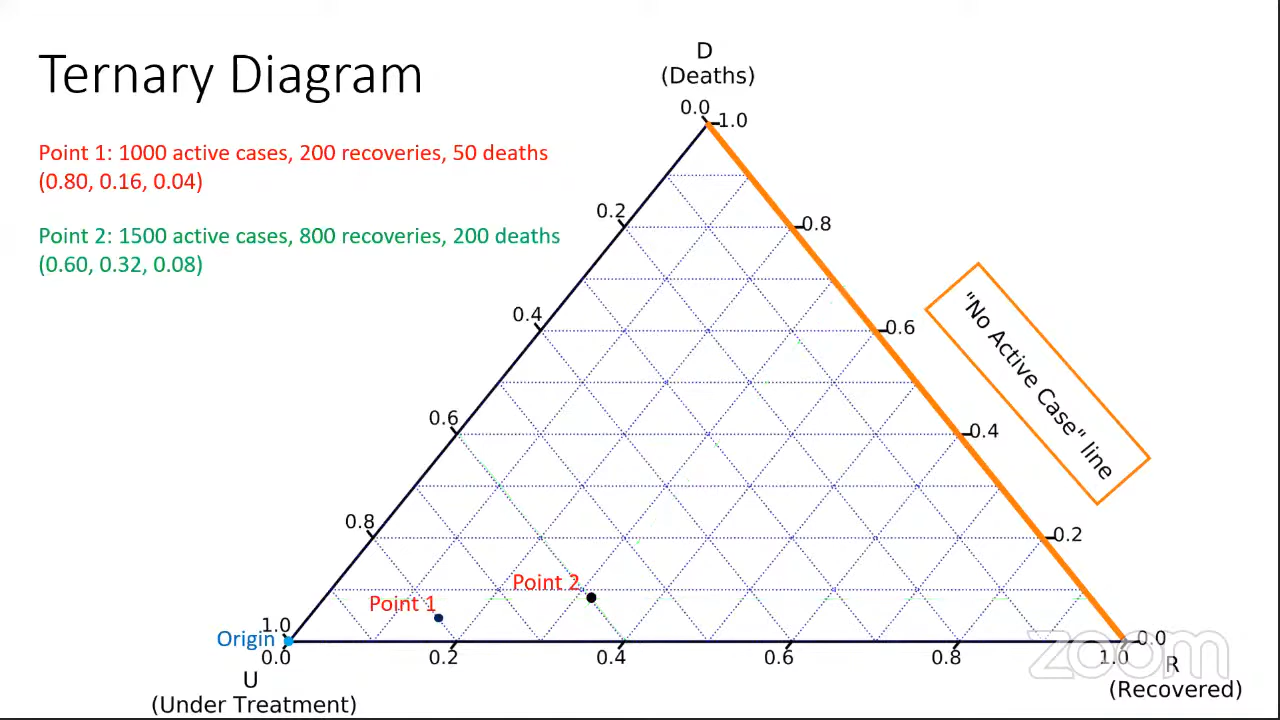 Ternary Diagram
Point 1: 1000 active cases, 200 recoveries, 50 deaths
(0.80, 0.16, 0.04)
Point 2: 1500 active cases, 800 recoveries, 200 deaths
(0.60, 0.32, 0.08)
D
(Deaths)
0.0
1.0
0.2
0.8
0.4
0.6
"No Active Case" line
0.6
0.4
0.8
0.2
Point 2
Point 1
1.0
Origin
0.0
0.0
0.2
0.4
0.6
0.8
1.0
U
(Under Treatment)
R
(Recovered)
zoom